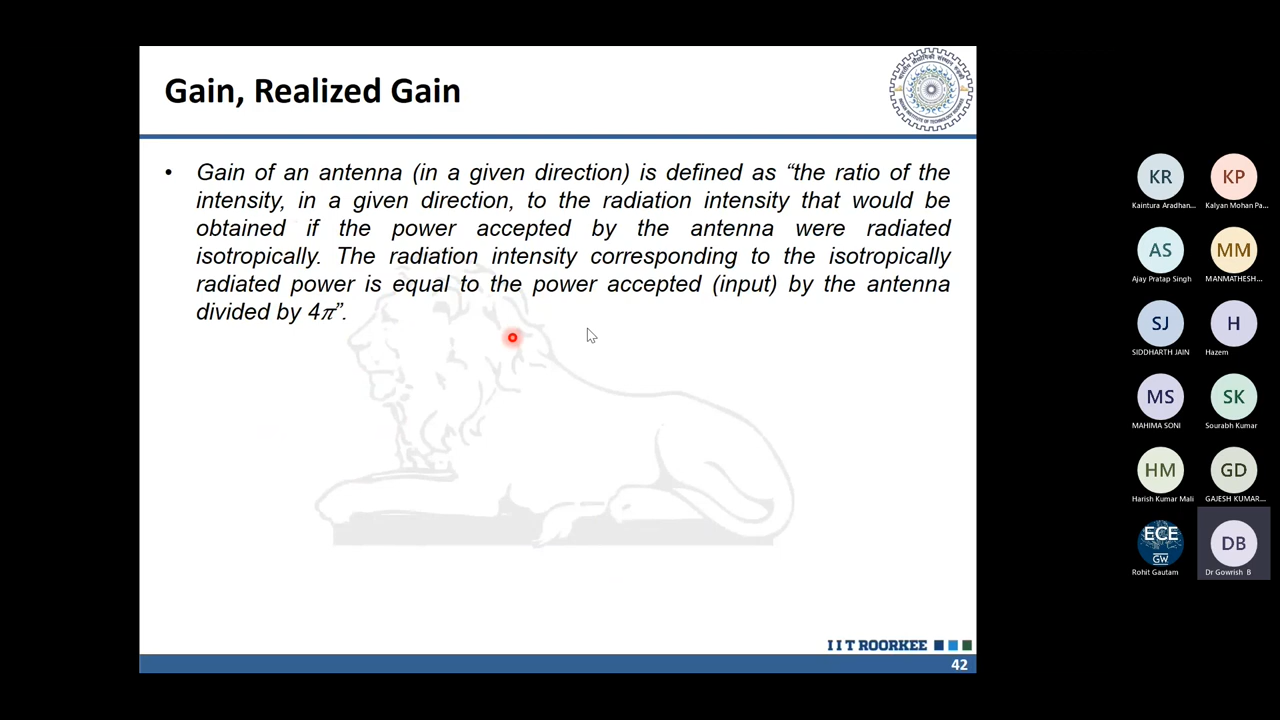 Gain, Realized Gain
• Gain of an antenna (in a given direction) is defined as “the ratio of the
intensity, in a given direction, to the radiation intensity that would be
obtained if the power accepted by the antenna were radiated
isotropically. The radiation intensity corresponding to the isotropically
radiated power is equal to the power accepted (input) by the antenna
divided by 4π”.
I I T ROORKEE
42
KR
Kaintura Aradhan...
KP
Kalyan Mohan Pa...
AS
Ajay Pratap Singh
MM
MANMATHESH...
SJ
SIDDHARTH JAIN
H
Hazem
MS
MAHIMA SONI
SK
Sourabh Kumar
HM
Harish Kumar Mali
GD
GAJESH KUMAR...
ECE
GW
Rohit Gautam
DB
Dr Gowrish B